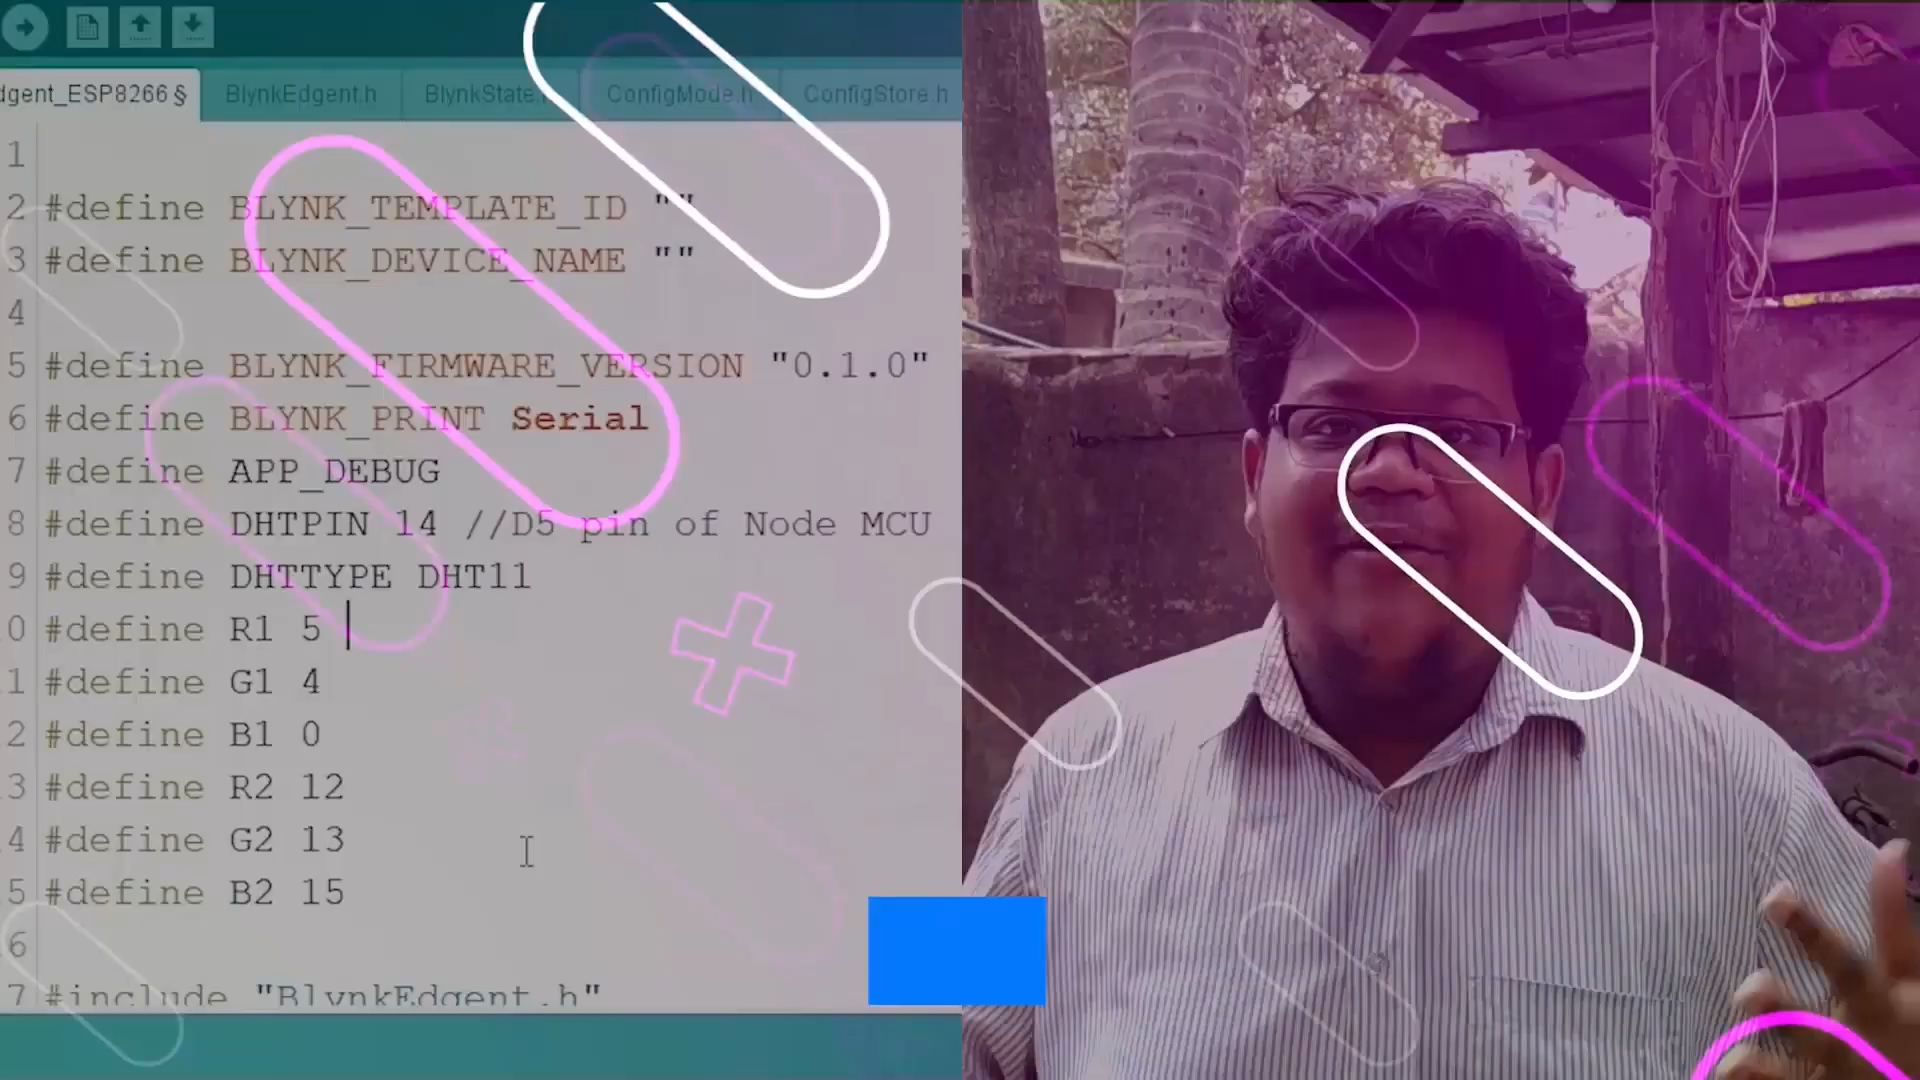 dgent_ESP8266 § BlynkEdgent.h BlynkState.h ConfigMode.h ConfigStore.h
1
2 #define BLYNK_TEMPLATE_ID ""
3 #define BLYNK_DEVICE_NAME ""
4
5 #define BLYNK_FIRMWARE_VERSION "0.1.0"
6 #define BLYNK_PRINT Serial
7 #define APP_DEBUG
8 #define DHTPIN 14 //D5 pin of Node MCU
9 #define DHTTYPE DHT11
0 #define R1 5
1 #define G1 4
2 #define B1 0
3 #define R2 12
4 #define G2 13
5 #define B2 15
6
7 #include "BlynkEdgent.h"